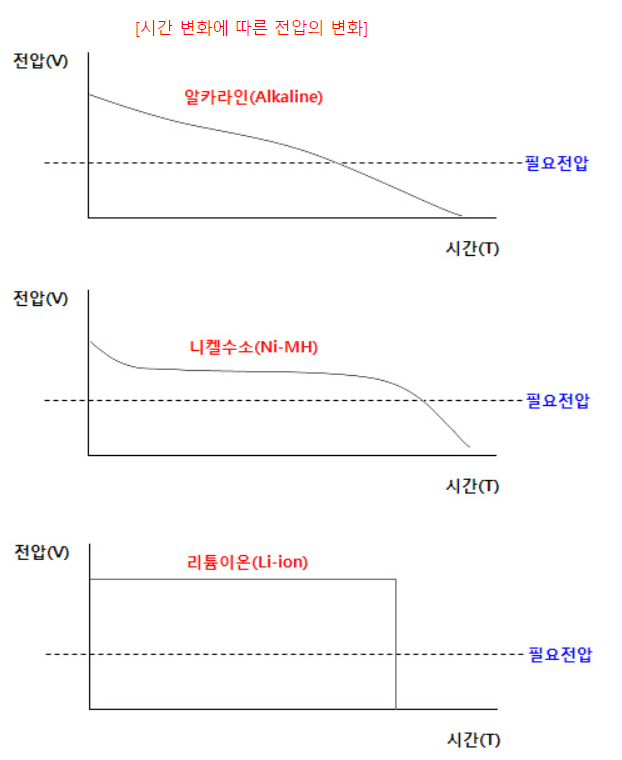 [시간 변화에 따른 전압의 변화]
전압(V)
알카라인(Alkaline)
필요전압
시간(T)
전압(V)
니켈수소(Ni-MH)
필요전압
시간(T)
전압(V)
리튬이온(Li-ion)
필요전압
시간(T)